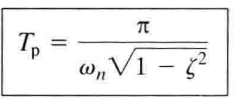 T_p = π / (ω_n √(1 − ζ²))